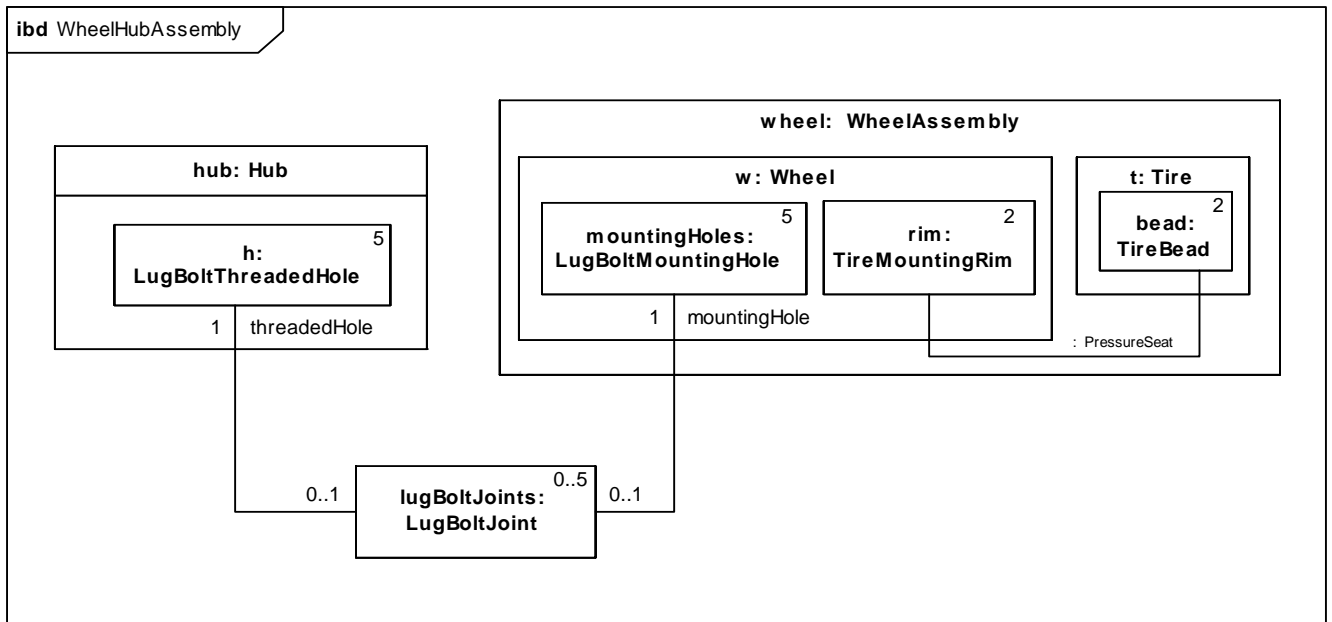 ibd WheelHubAssembly
wheel: WheelAssembly
hub: Hub
w: Wheel
t: Tire
5
h:
LugBoltThreadedHole
5
mountingHoles:
LugBoltMountingHole
2
rim:
TireMountingRim
2
bead:
TireBead
1 threadedHole
1 mountingHole
: PressureSeat
0..1
0..5
lugBoltJoints:
LugBoltJoint
0..1